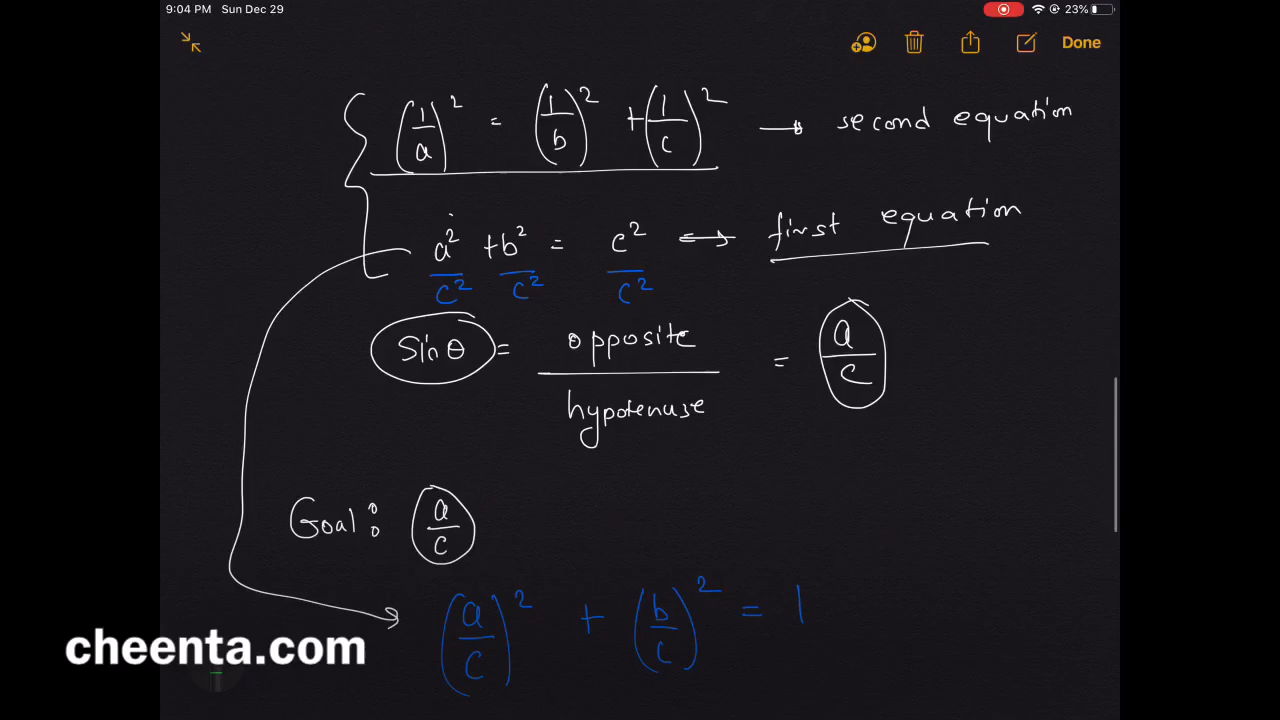 9:04 PM Sun Dec 29 23%
Done
(1/a)² = (1/b)² + (1/c)² → second equation
a² + b² = c² ⟷ first equation
c² c² c²
Sinθ = opposite/hypotenuse = a/c
Goal: a/c
(a/c)² + (b/c)² = 1
cheenta.com